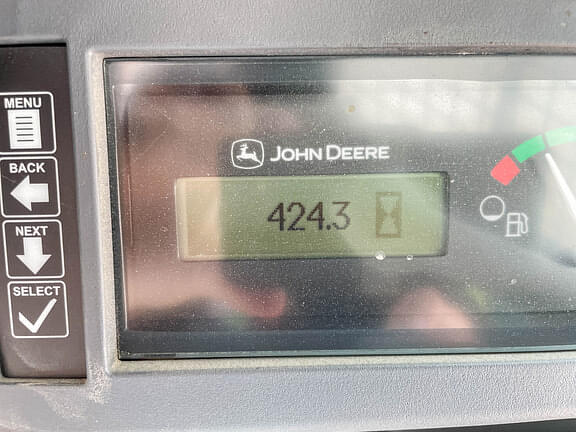 MENU
BACK
NEXT
SELECT
JOHN DEERE
424.3